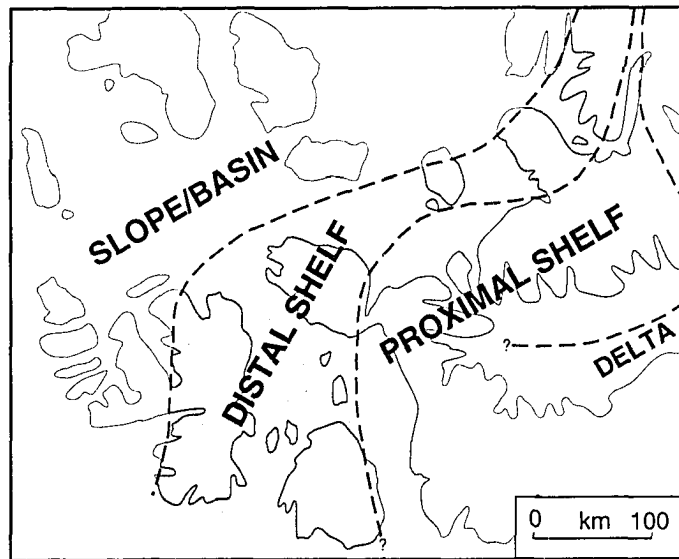 SLOPE/BASIN
DISTAL SHELF
PROXIMAL SHELF
?
DELTA
?
0 km 100